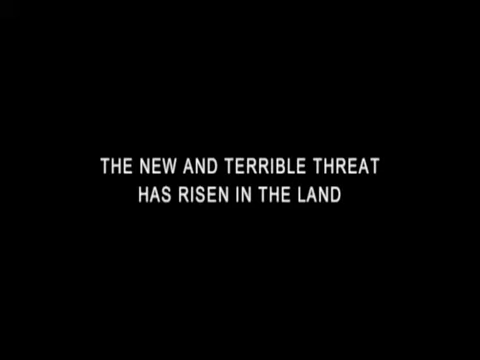 THE NEW AND TERRIBLE THREAT
HAS RISEN IN THE LAND